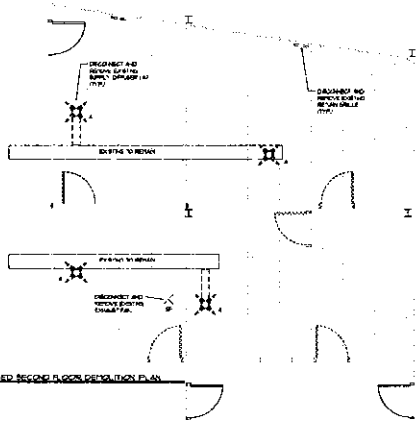 DISCONNECT AND
REMOVE EXISTING
SUPPLY DIFFUSER
(TYP)
DISCONNECT AND
REMOVE EXISTING
RETURN GRILLE
(TYP)
EXISTING TO REMAIN
EXISTING TO REMAIN
DISCONNECT AND
REMOVE EXISTING
EXHAUST FAN.
ED SECOND FLOOR DEMOLITION PLAN